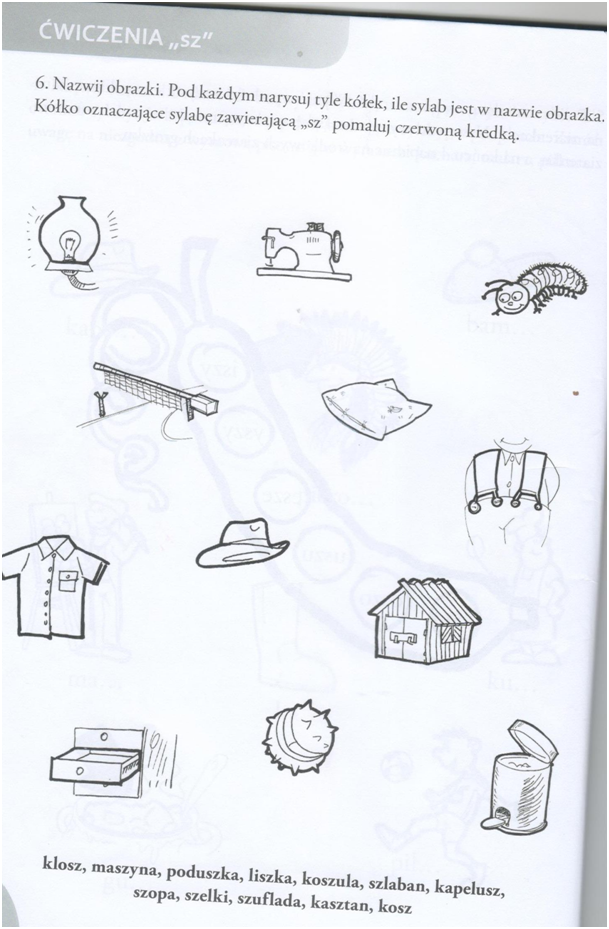 ĆWICZENIA „sz”
6. Nazwij obrazki. Pod każdym narysuj tyle kółek, ile sylab jest w nazwie obrazka.
Kółko oznaczające sylabę zawierającą „sz” pomaluj czerwoną kredką.
klosz, maszyna, poduszka, liszka, koszula, szlaban, kapelusz,
szopa, szelki, szuflada, kasztan, kosz